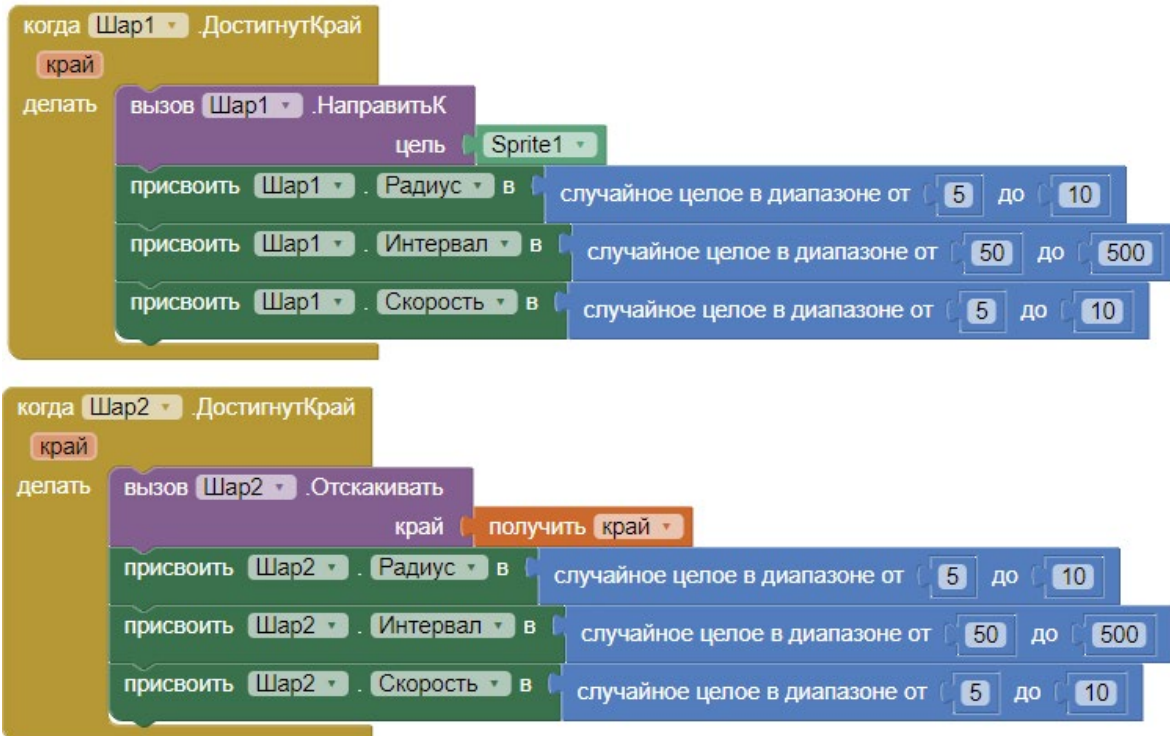 когда Шар1 .ДостигнутКрай
край
делать вызов Шар1 .НаправитьК
цель Sprite1
присвоить Шар1 . Радиус в случайное целое в диапазоне от 5 до 10
присвоить Шар1 . Интервал в случайное целое в диапазоне от 50 до 500
присвоить Шар1 . Скорость в случайное целое в диапазоне от 5 до 10
когда Шар2 .ДостигнутКрай
край
делать вызов Шар2 .Отскакивать
край получить край
присвоить Шар2 . Радиус в случайное целое в диапазоне от 5 до 10
присвоить Шар2 . Интервал в случайное целое в диапазоне от 50 до 500
присвоить Шар2 . Скорость в случайное целое в диапазоне от 5 до 10